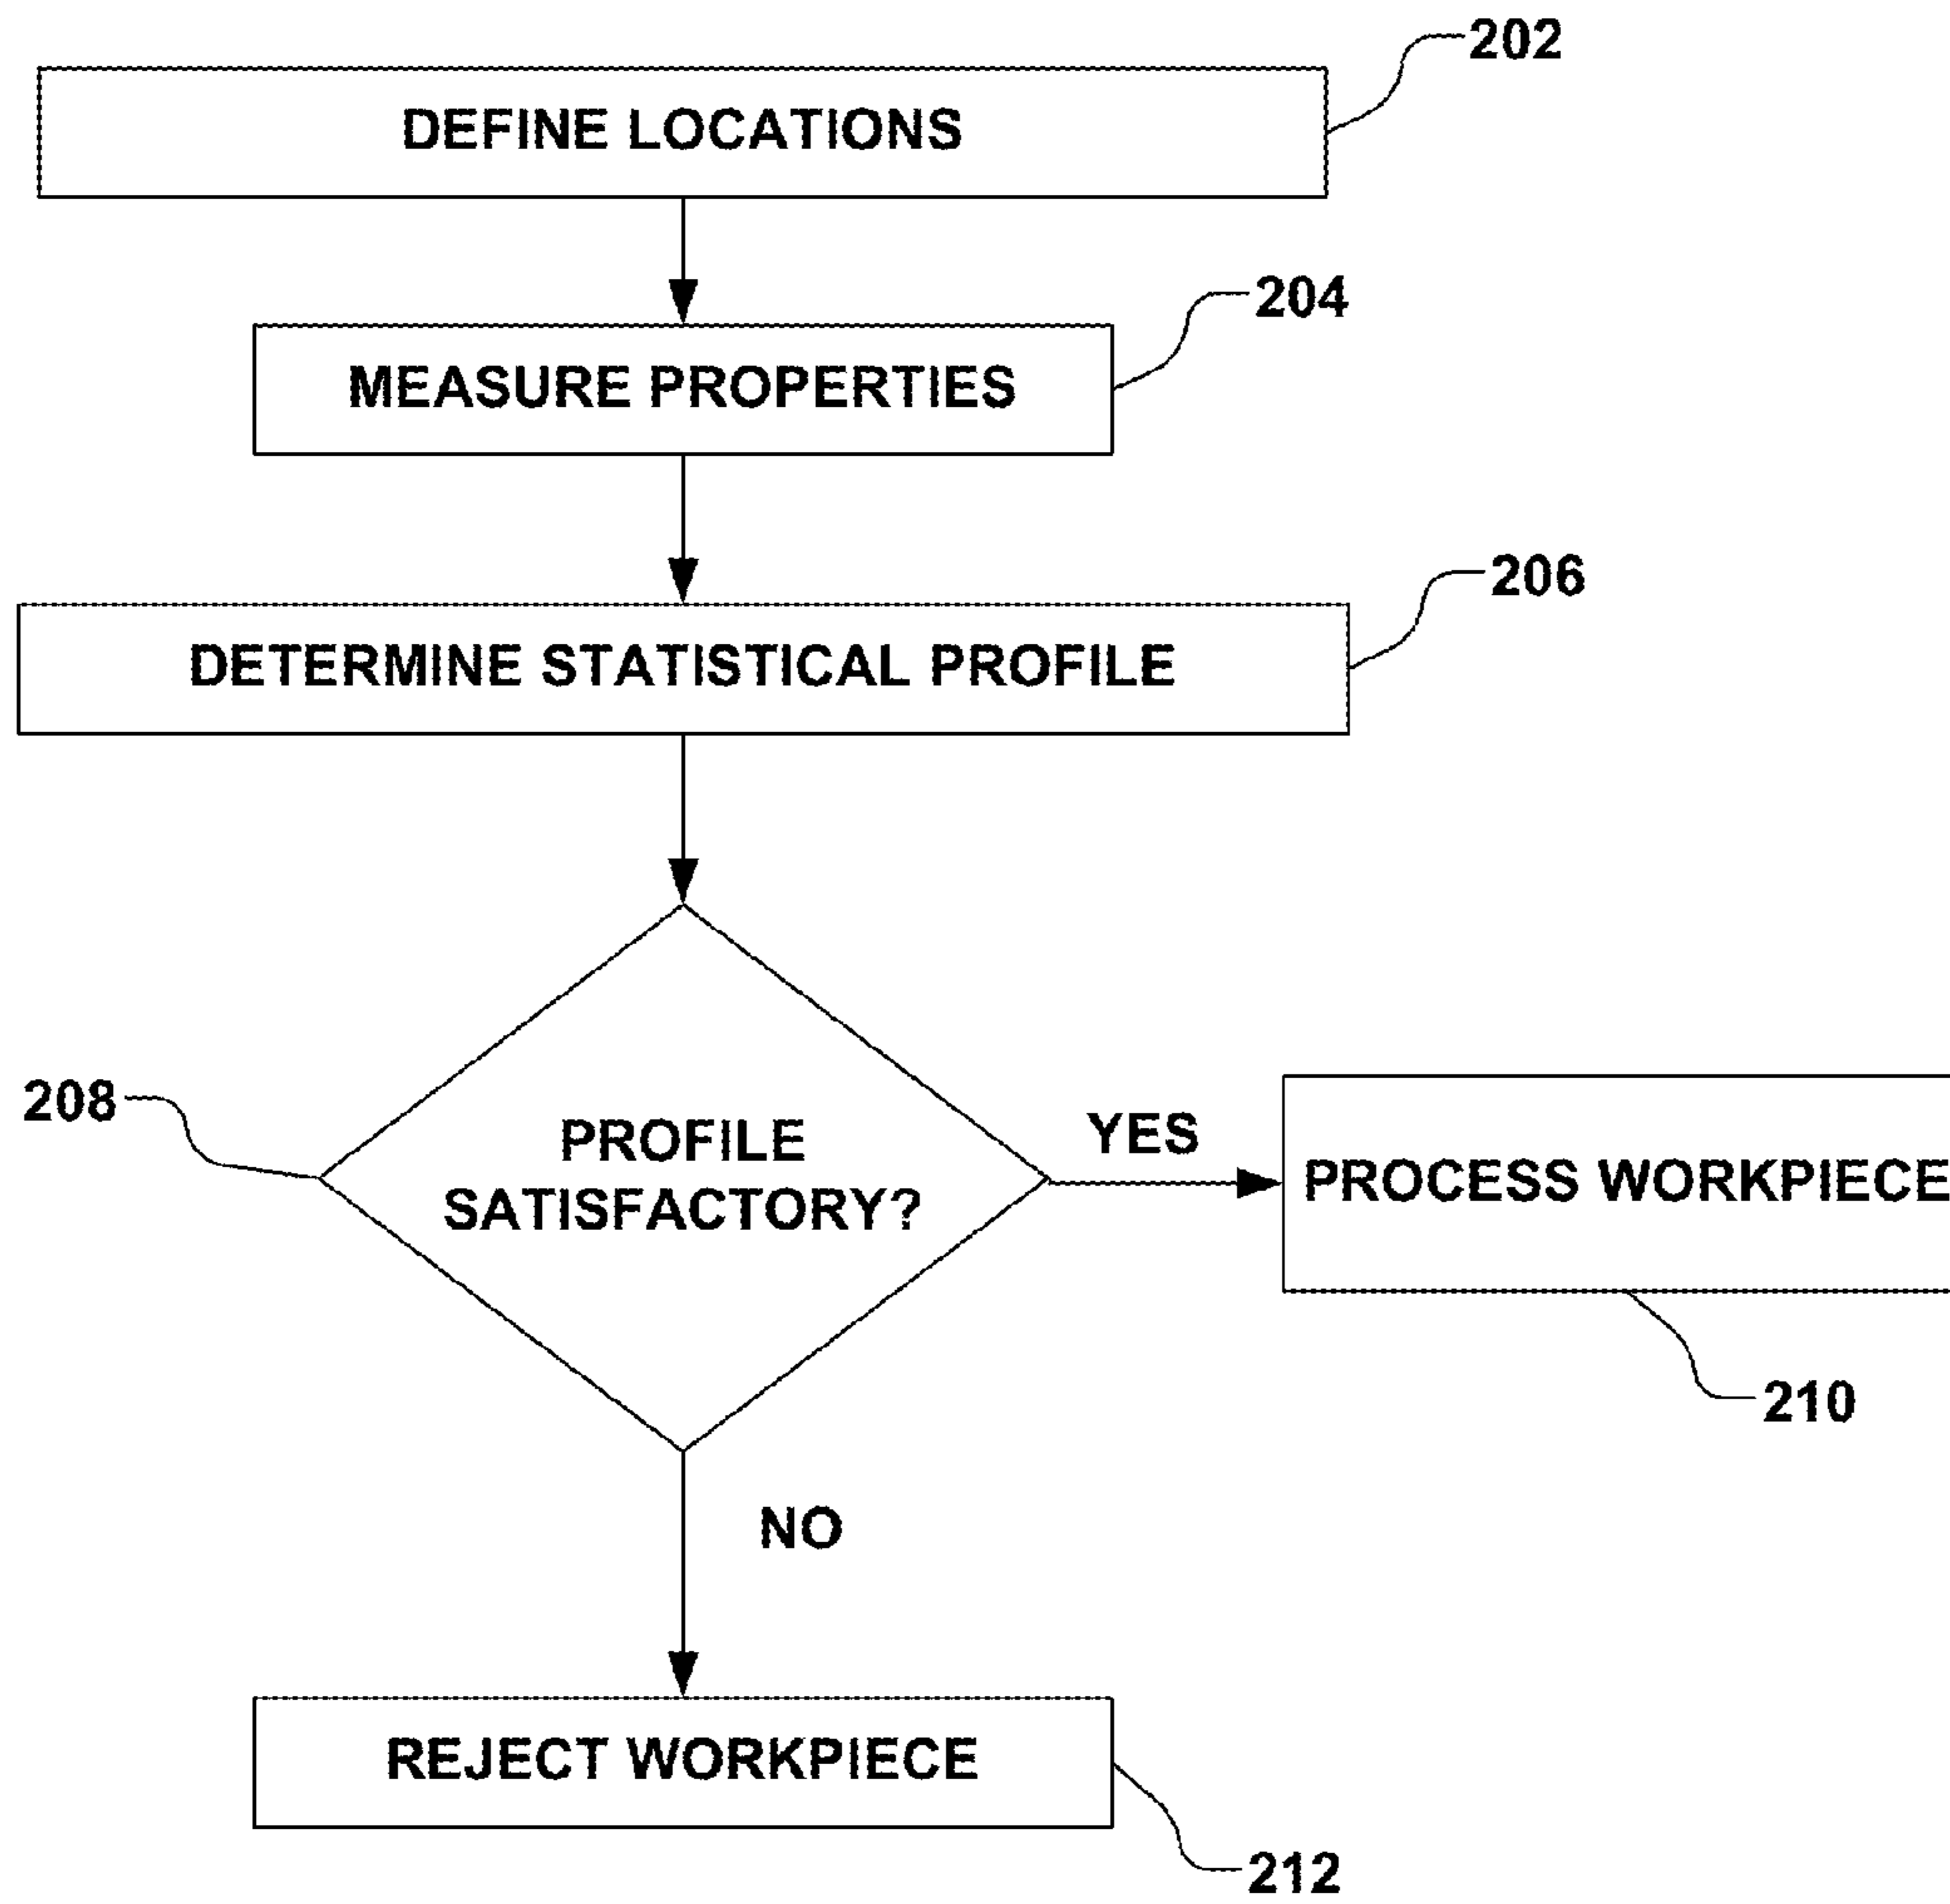 202
DEFINE LOCATIONS
204
MEASURE PROPERTIES
206
DETERMINE STATISTICAL PROFILE
208
PROFILE
SATISFACTORY?
YES
PROCESS WORKPIECE
210
NO
REJECT WORKPIECE
212